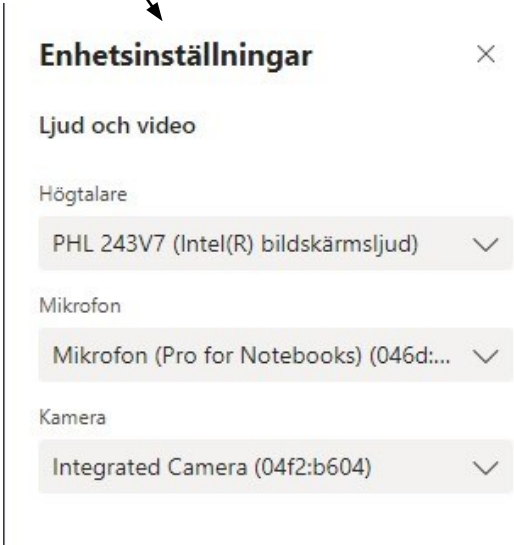 Enhetsinställningar
Ljud och video
Högtalare
PHL 243V7 (Intel(R) bildskärmsljud)
Mikrofon
Mikrofon (Pro for Notebooks) (046d:...
Kamera
Integrated Camera (04f2:b604)